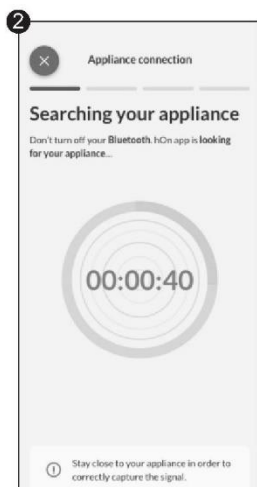 2
Appliance connection
Searching your appliance
Don't turn off your Bluetooth. hOn app is looking
for your appliance...
00:00:40
Stay close to your appliance in order to
correctly capture the signal.